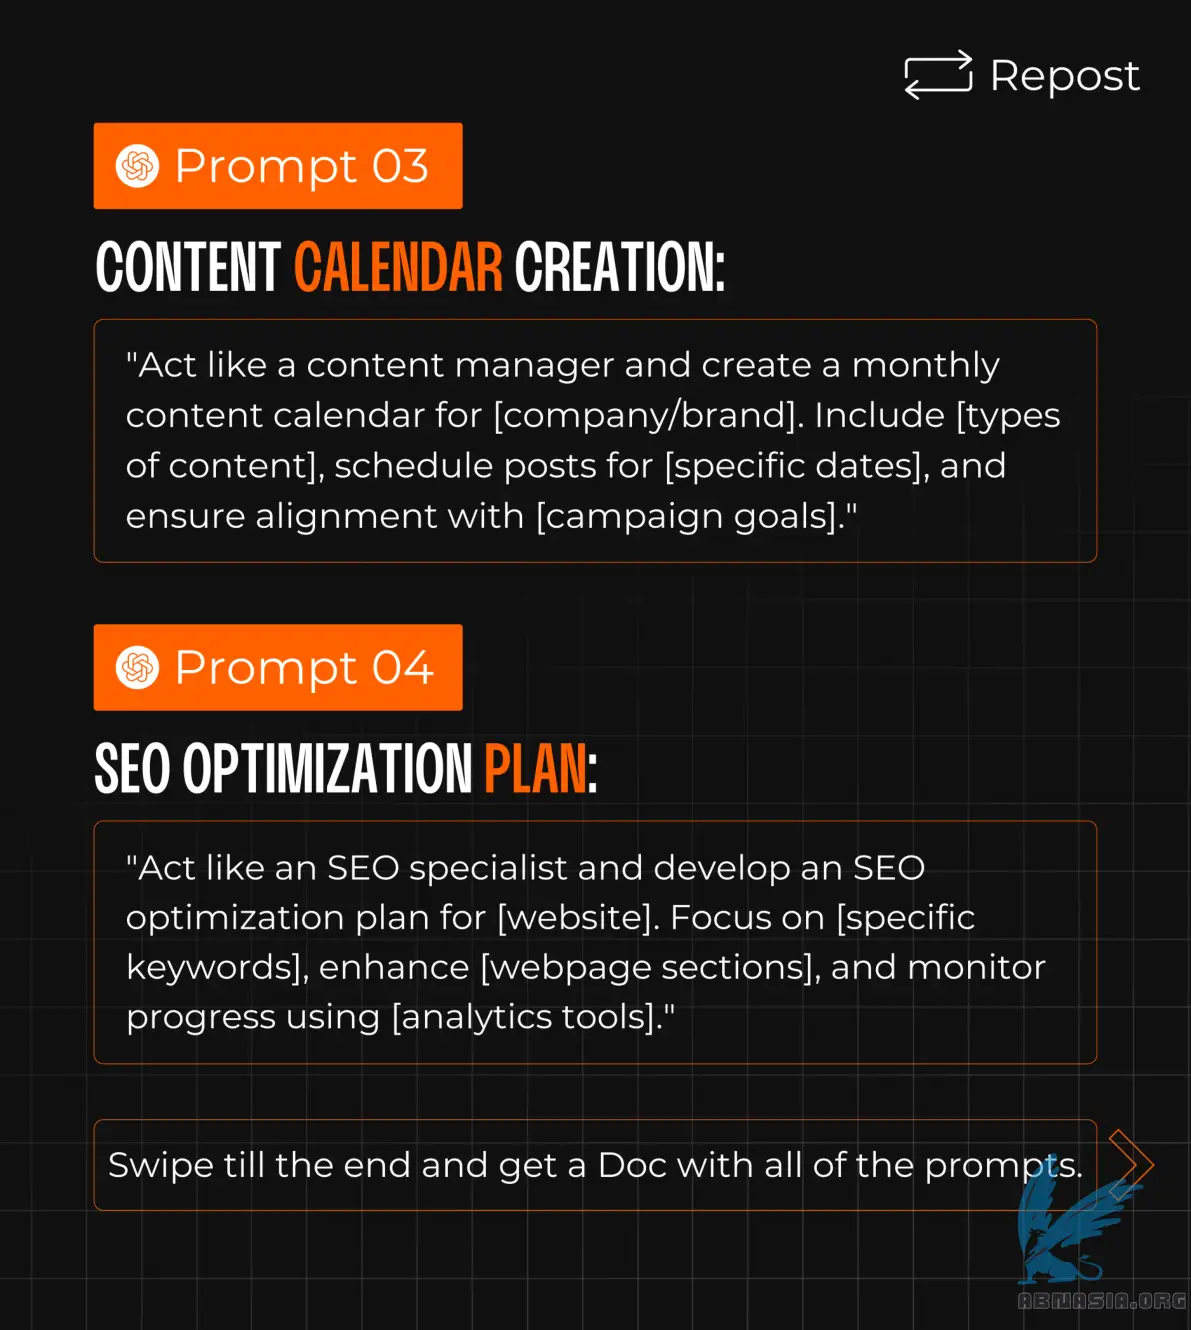 Repost
Prompt 03
CONTENT CALENDAR CREATION:
"Act like a content manager and create a monthly
content calendar for [company/brand]. Include [types
of content], schedule posts for [specific dates], and
ensure alignment with [campaign goals]."
Prompt 04
SEO OPTIMIZATION PLAN:
"Act like an SEO specialist and develop an SEO
optimization plan for [website]. Focus on [specific
keywords], enhance [webpage sections], and monitor
progress using [analytics tools]."
Swipe till the end and get a Doc with all of the prompts.
ABNASIA.ORG